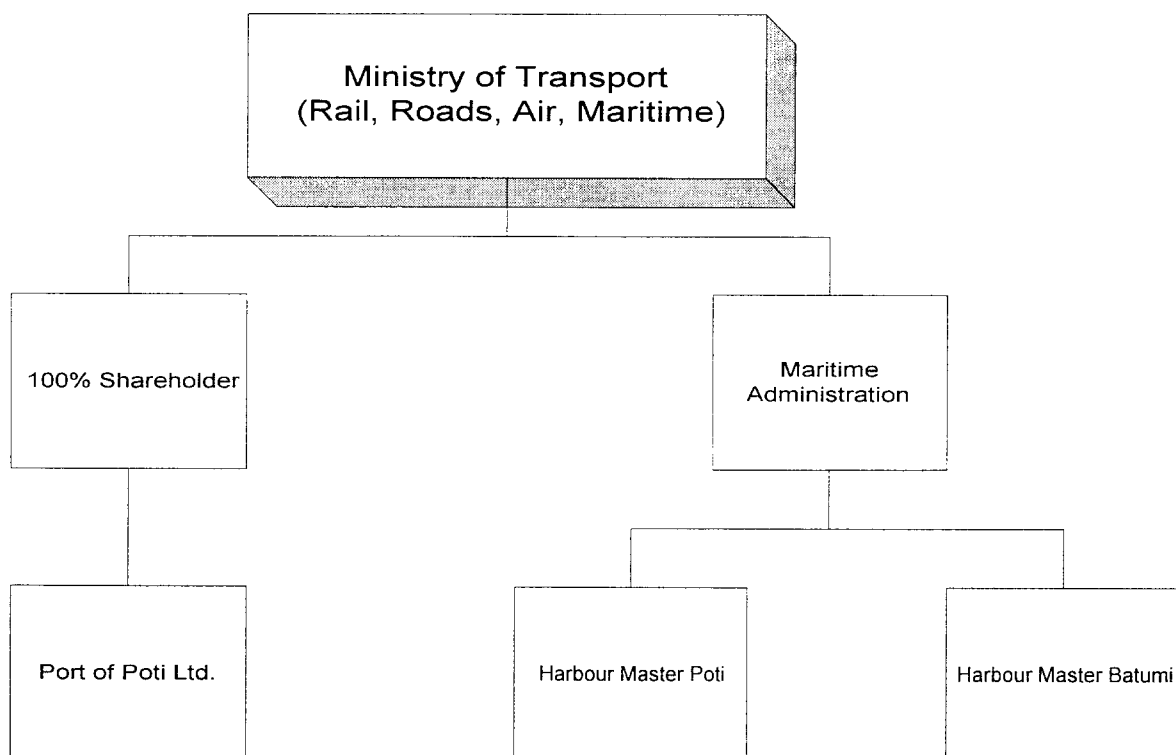 Ministry of Transport
(Rail, Roads, Air, Maritime)
100% Shareholder
Maritime
Administration
Port of Poti Ltd.
Harbour Master Poti
Harbour Master Batumi